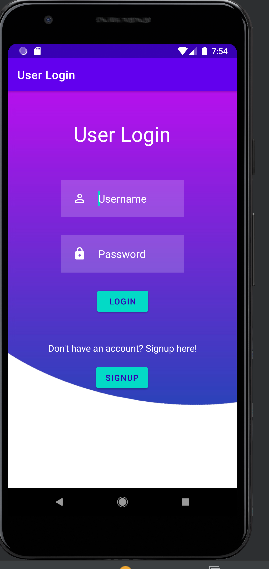 7:54
User Login
User Login
Username
Password
LOGIN
Don't have an account? Signup here!
SIGNUP